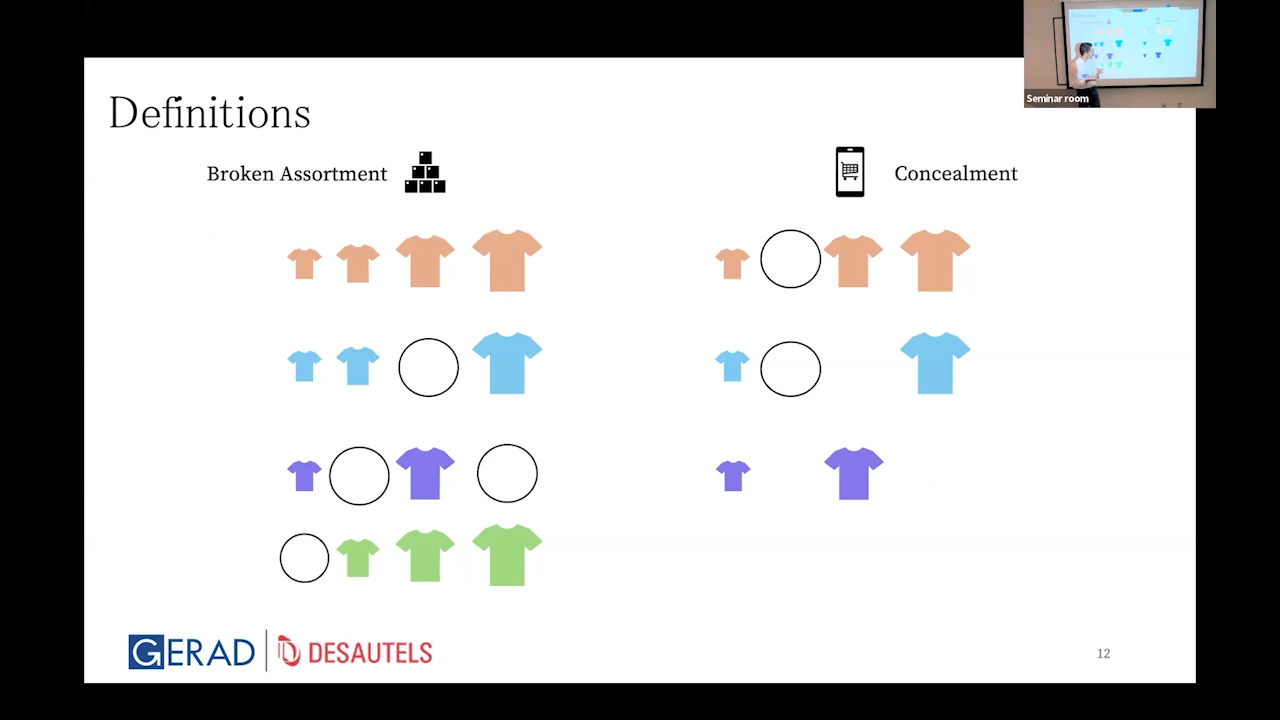 Seminar room
Definitions
Broken Assortment
Concealment
GERAD
DESAUTELS
12